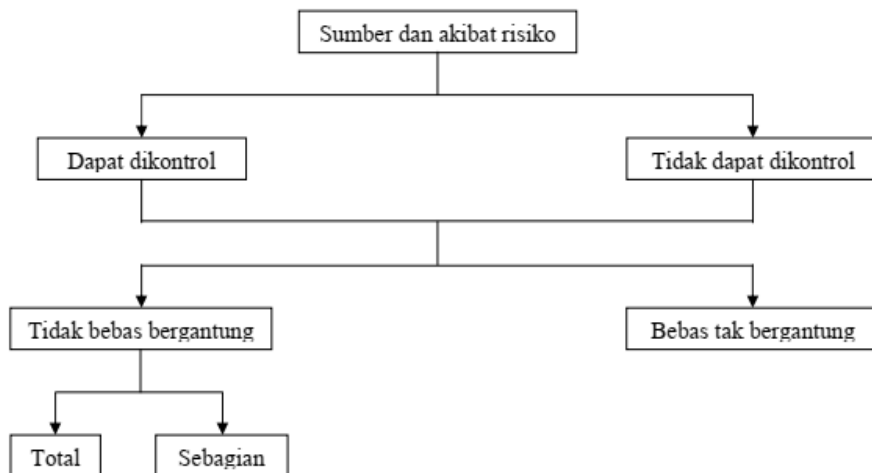 Sumber dan akibat risiko
Dapat dikontrol
Tidak dapat dikontrol
Tidak bebas bergantung
Bebas tak bergantung
Total
Sebagian